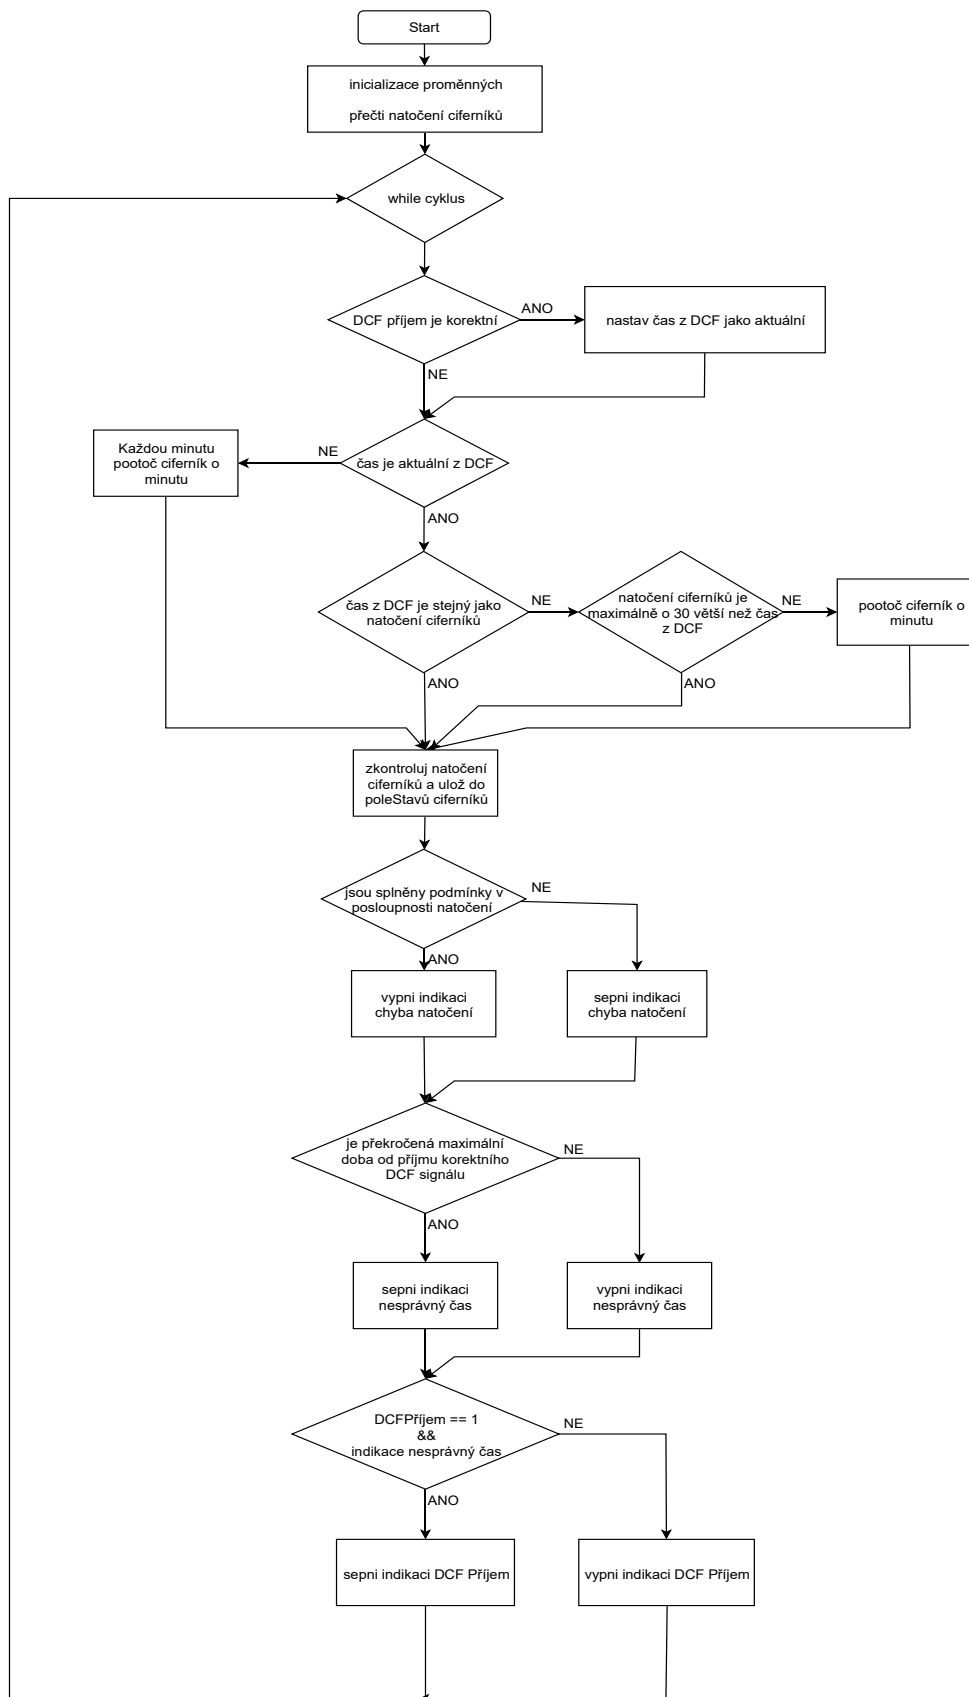 Start
inicializace proměnných
přečti natočení ciferníků
while cyklus
DCF příjem je korektní
ANO
nastav čas z DCF jako aktuální
NE
Každou minutu
pootoč ciferník o
minutu
NE
čas je aktuální z DCF
ANO
čas z DCF je stejný jako
natočení ciferníků
NE
natočení ciferníků je
maximálně o 30 větší než čas
z DCF
NE
pootoč ciferník o
minutu
ANO
ANO
zkontroluj natočení
ciferníků a ulož do
poleStavů ciferníků
jsou splněny podmínky v
posloupnosti natočení
NE
ANO
vypni indikaci
chyba natočení
sepni indikaci
chyba natočení
je překročená maximální
doba od příjmu korektního
DCF signálu
NE
ANO
sepni indikaci
nesprávný čas
vypni indikaci
nesprávný čas
DCFPříjem == 1
&&
indikace nesprávný čas
NE
ANO
sepni indikaci DCF Příjem
vypni indikaci DCF Příjem